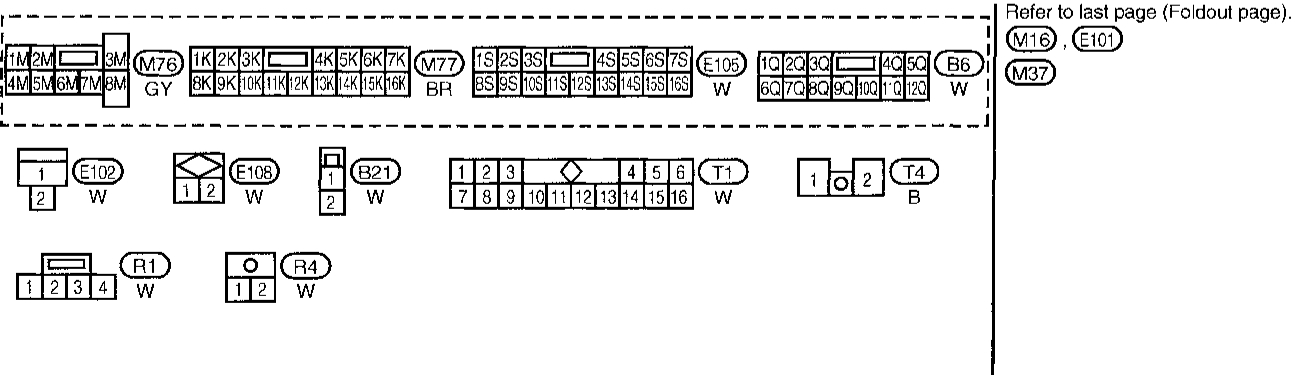 Refer to last page (Foldout page).
M16 , E101
M37
1M 2M 3M
4M 5M 6M 7M 8M
M76
GY
1K 2K 3K 4K 5K 6K 7K
8K 9K 10K 11K 12K 13K 14K 15K 16K
M77
BR
1S 2S 3S 4S 5S 6S 7S
8S 9S 10S 11S 12S 13S 14S 15S 16S
E105
W
1Q 2Q 3Q 4Q 5Q
6Q 7Q 8Q 9Q 10Q 11Q 12Q
B6
W
1
2
E102
W
1 2
E108
W
1
2
B21
W
1 2 3 4 5 6
7 8 9 10 11 12 13 14 15 16
T1
W
1 2
T4
B
1 2 3 4
R1
W
1 2
R4
W